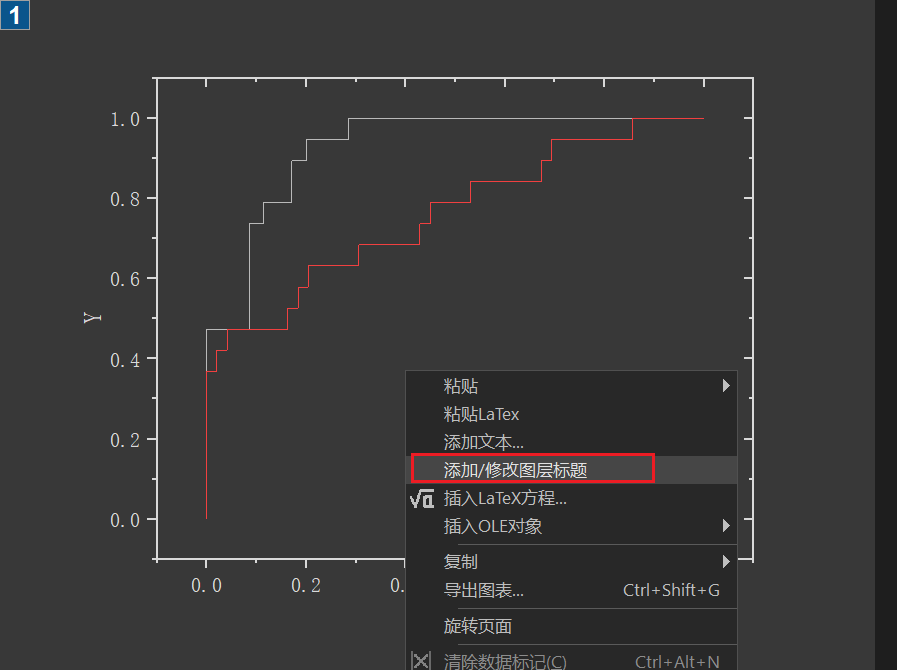 1
1.0
0.8
0.6
0.4
0.2
0.0
Y
0.0 0.2 0.
粘贴
粘贴LaTex
添加文本...
添加/修改图层标题
插入LaTeX方程...
插入OLE对象
复制
导出图表... Ctrl+Shift+G
旋转页面
清除数据标记(C) Ctrl+Alt+N